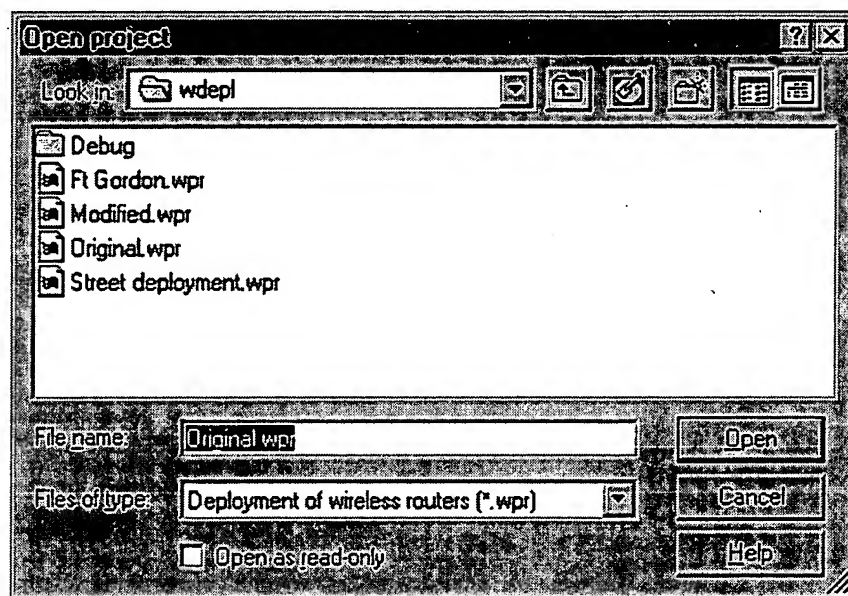 Open project
Look in: wdepl
Debug
Ft Gordon.wpr
Modified.wpr
Original.wpr
Street deployment.wpr
File name: Original.wpr Open
Files of type: Deployment of wireless routers (*.wpr) Cancel
Open as read-only Help